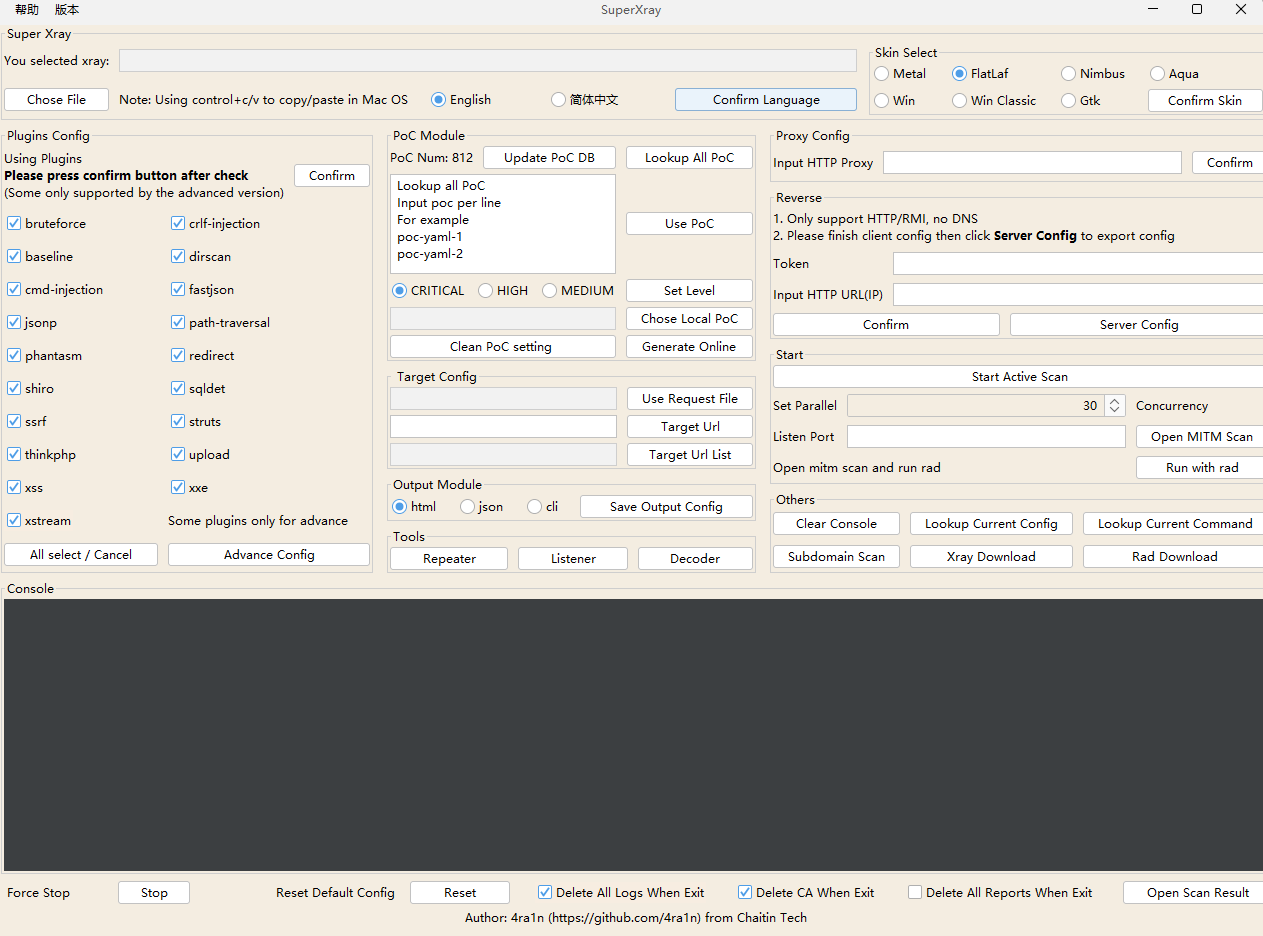 帮助 版本 SuperXray
Super Xray
You selected xray:
Chose File Note: Using control+c/v to copy/paste in Mac OS English 简体中文 Confirm Language
Skin Select
Metal FlatLaf Nimbus Aqua
Win Win Classic Gtk Confirm Skin
Plugins Config
Using Plugins
Please press confirm button after check
(Some only supported by the advanced version)
Confirm
bruteforce crlf-injection
baseline dirscan
cmd-injection fastjson
jsonp path-traversal
phantasm redirect
shiro sqldet
ssrf struts
thinkphp upload
xss xxe
xstream Some plugins only for advance
All select / Cancel Advance Config
PoC Module
PoC Num: 812 Update PoC DB Lookup All PoC
Lookup all PoC
Input poc per line
For example
poc-yaml-1
poc-yaml-2
Use PoC
CRITICAL HIGH MEDIUM Set Level
Chose Local PoC
Clean PoC setting Generate Online
Target Config
Use Request File
Target Url
Target Url List
Output Module
html json cli Save Output Config
Tools
Repeater Listener Decoder
Proxy Config
Input HTTP Proxy Confirm
Reverse
1. Only support HTTP/RMI, no DNS
2. Please finish client config then click Server Config to export config
Token
Input HTTP URL(IP)
Confirm Server Config
Start
Start Active Scan
Set Parallel 30 Concurrency
Listen Port Open MITM Scan
Open mitm scan and run rad Run with rad
Others
Clear Console Lookup Current Config Lookup Current Command
Subdomain Scan Xray Download Rad Download
Console
Force Stop Stop Reset Default Config Reset Delete All Logs When Exit Delete CA When Exit Delete All Reports When Exit Open Scan Result
Author: 4ra1n (https://github.com/4ra1n) from Chaitin Tech